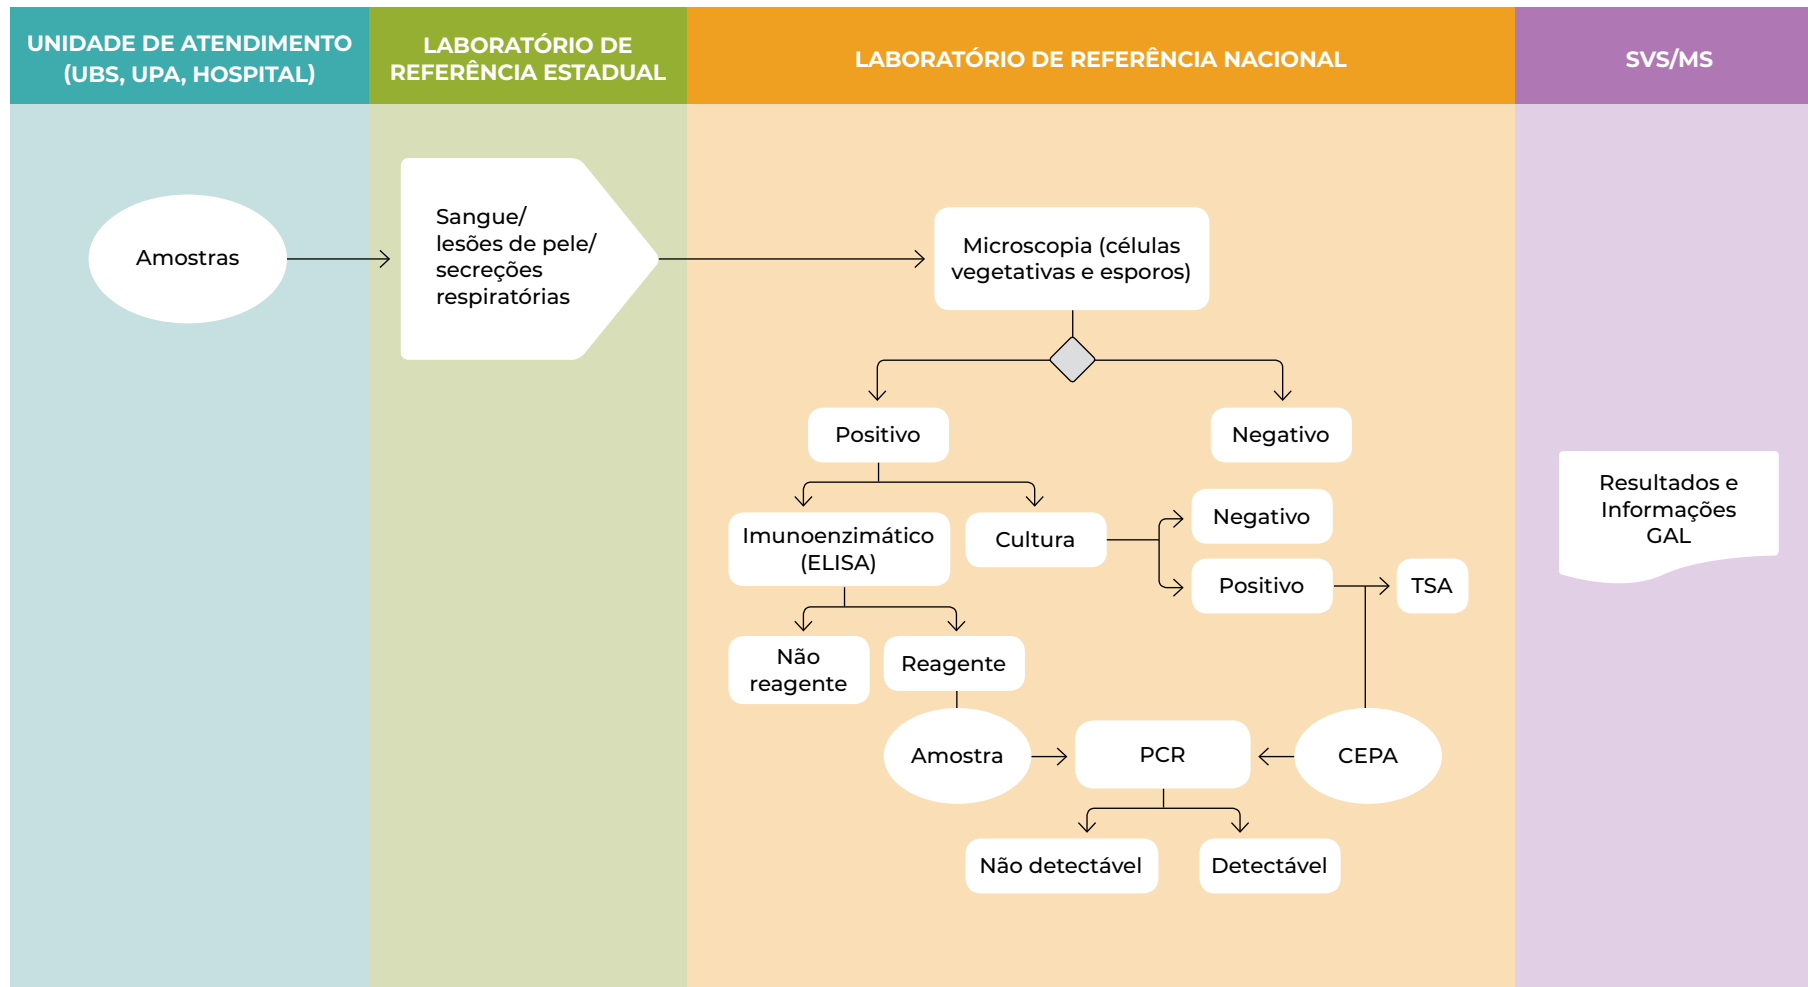 UNIDADE DE ATENDIMENTO
(UBS, UPA, HOSPITAL)
LABORATÓRIO DE
REFERÊNCIA ESTADUAL
LABORATÓRIO DE REFERÊNCIA NACIONAL
SVS/MS
Amostras
Sangue/
lesões de pele/
secreções
respiratórias
Microscopia (células
vegetativas e esporos)
Positivo
Negativo
Imunoenzimático
(ELISA)
Cultura
Negativo
Positivo
TSA
Não
reagente
Reagente
Amostra
PCR
CEPA
Não detectável
Detectável
Resultados e
Informações
GAL